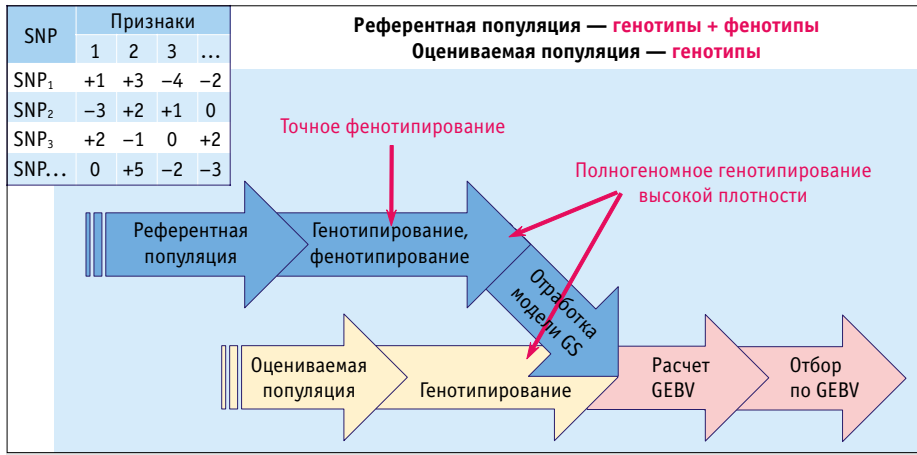 SNP Признаки
1 2 3 ...
SNP₁ +1 +3 −4 −2
SNP₂ −3 +2 +1 0
SNP₃ +2 −1 0 +2
SNP... 0 +5 −2 −3
Референтная популяция — генотипы + фенотипы
Оцениваемая популяция — генотипы
Точное фенотипирование
Полногеномное генотипирование
высокой плотности
Референтная
популяция
Генотипирование,
фенотипирование
Отработка
модели GS
Оцениваемая
популяция
Генотипирование
Расчет
GEBV
Отбор
по GEBV